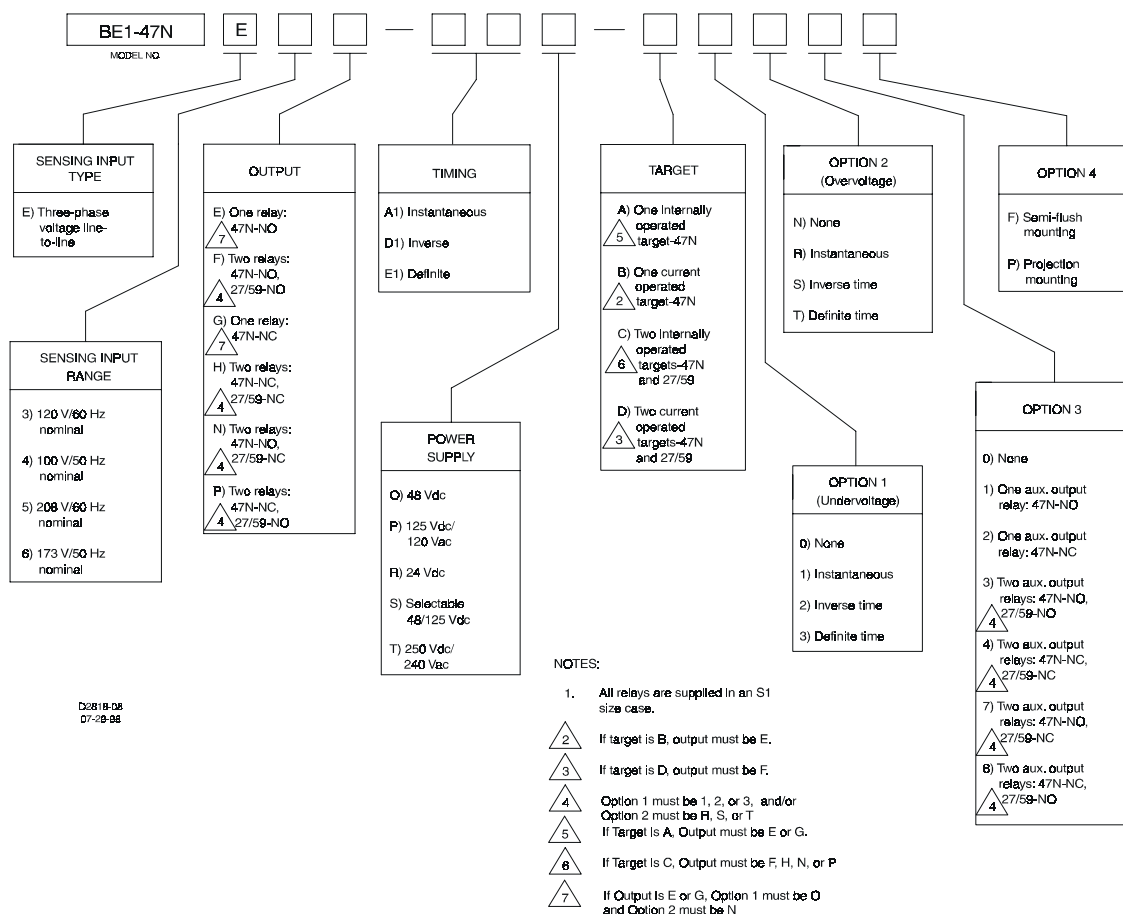 BE1-47N E — —
MODEL NO.
SENSING INPUT
TYPE
E) Three-phase
voltage line-
to-line
SENSING INPUT
RANGE
3) 120 V/60 Hz
nominal
4) 100 V/50 Hz
nominal
5) 208 V/60 Hz
nominal
6) 173 V/50 Hz
nominal
OUTPUT
E) One relay:
7 47N-NO
F) Two relays:
47N-NO,
4 27/59-NO
G) One relay:
7 47N-NC
H) Two relays:
47N-NC,
4 27/59-NC
N) Two relays:
47N-NO,
4 27/59-NC
P) Two relays:
47N-NC,
4 27/59-NO
TIMING
A1) Instantaneous
D1) Inverse
E1) Definite
POWER
SUPPLY
O) 48 Vdc
P) 125 Vdc/
120 Vac
R) 24 Vdc
S) Selectable
48/125 Vdc
T) 250 Vdc/
240 Vac
TARGET
A) One internally
operated
5 target-47N
B) One current
operated
2 target-47N
C) Two internally
operated
6 targets-47N
and 27/59
D) Two current
operated
3 targets-47N
and 27/59
OPTION 1
(Undervoltage)
0) None
1) Instantaneous
2) Inverse time
3) Definite time
OPTION 2
(Overvoltage)
N) None
R) Instantaneous
S) Inverse time
T) Definite time
OPTION 3
0) None
1) One aux. output
relay: 47N-NO
2) One aux. output
relay: 47N-NC
3) Two aux. output
relays: 47N-NO,
4 27/59-NO
4) Two aux. output
relays: 47N-NC,
4 27/59-NC
7) Two aux. output
relays: 47N-NO,
4 27/59-NC
8) Two aux. output
relays: 47N-NC,
4 27/59-NO
OPTION 4
F) Semi-flush
mounting
P) Projection
mounting
D2818-08
NOTES:
1. All relays are supplied in an S1
size case.
2 If target is B, output must be E.
3 If target is D, output must be F.
4 Option 1 must be 1, 2, or 3, and/or
Option 2 must be R, S, or T
5 If Target is A, Output must be E or G.
6 If Target is C, Output must be F, H, N, or P
7 If Output is E or G, Option 1 must be O
and Option 2 must be N